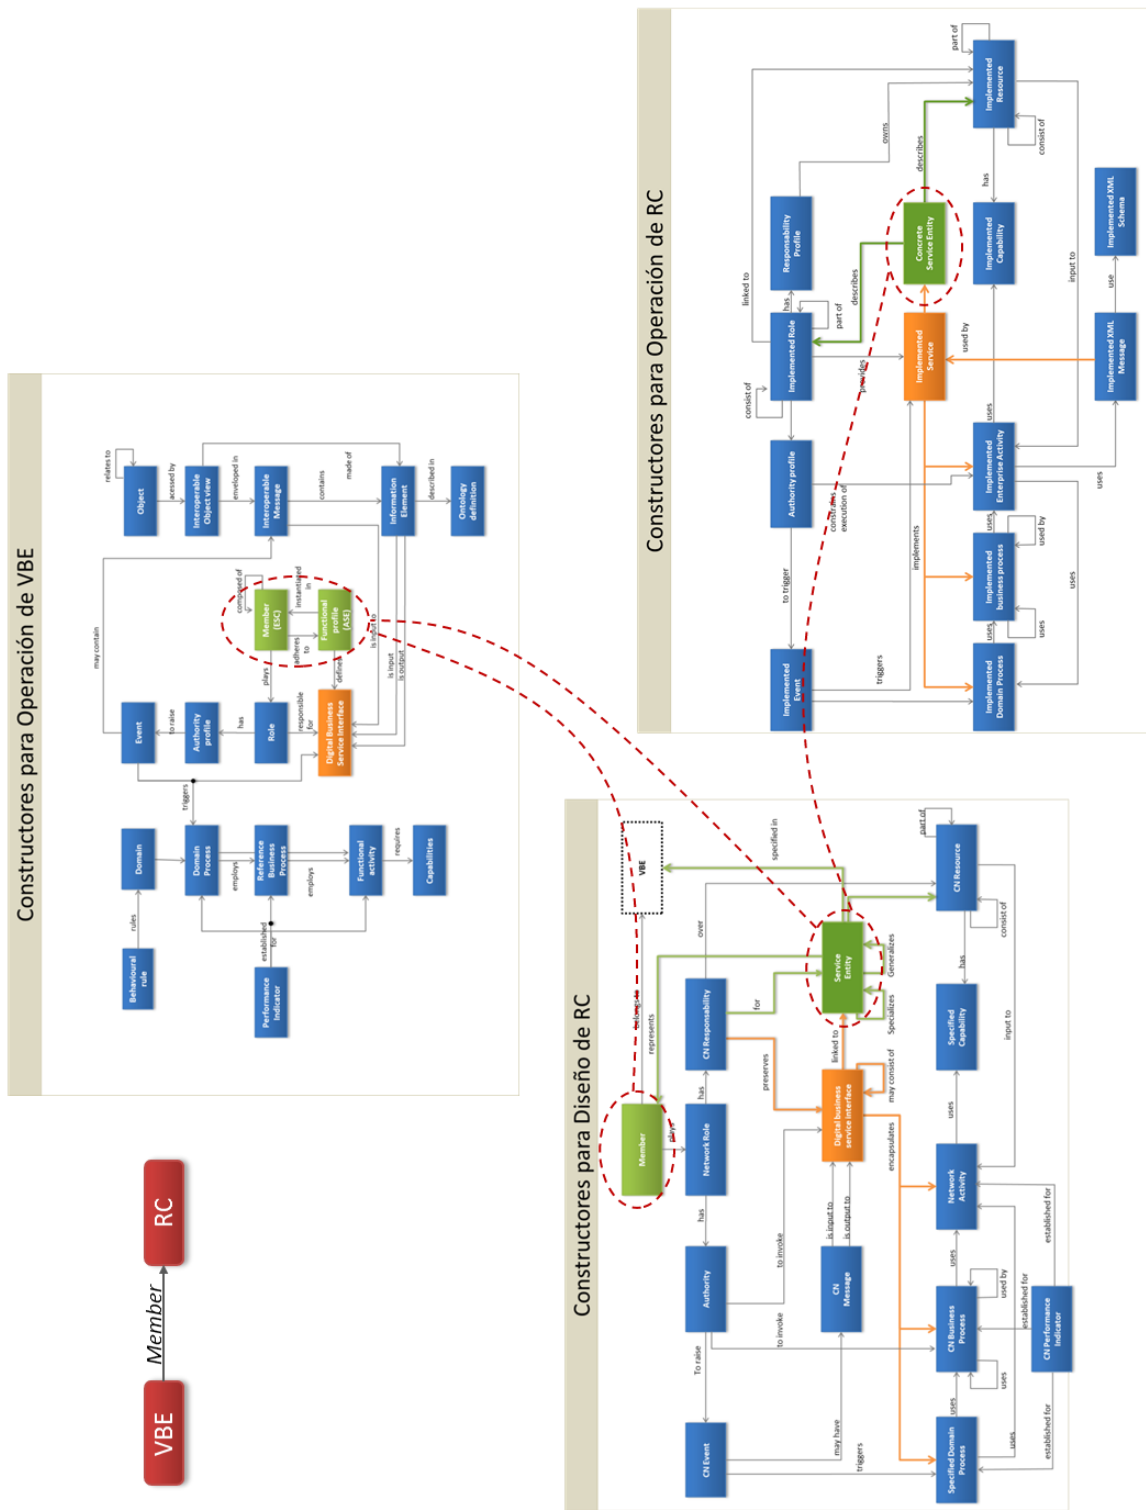 VBE
Member
RC
Constructores para Operación de VBE
Behavioural
rule
rules
Domain
Performance
Indicator
established
for
Domain
Process
employs
Reference
Business
Process
employs
Functional
activity
requires
Capabilities
triggers
Event
to raise
Authority
profile
has
Role
plays
responsible
for
Digital Business
Service Interface
may contain
Member
(ESC)
composed of
adheres
to
instantiated
in
Functional
profile
(ASE)
defines
is input to
is input
is output
Object
relates to
acessed by
Interoperable
Object view
enveloped in
Interoperable
Message
contains
made of
Information
Element
described in
Ontology
definition
Constructores para Diseño de RC
Member
belongs to
VBE
represents
plays
specified in
CN Event
To raise
Authority
has
Network Role
has
CN Responsability
over
for
preserves
to invoke
to invoke
may have
triggers
CN
Message
is input to
is output to
Digital business
service interface
linked to
may consist of
encapsulates
Service
Entity
Specializes
Generalizes
Specified Domain
Process
uses
uses
CN Business
Process
uses
used by
uses
Network
Activity
uses
Specified
Capability
has
CN Resource
part of
consist of
input to
CN Performance
Indicator
established for
established for
established for
Constructores para Operación de RC
Implemented
Event
to trigger
Authority profile
Implemented Role
consist of
part of
has
Responsability
Profile
owns
linked to
triggers
implements
constrains
execution of
provides
describes
Implemented
Service
Concrete
Service Entity
describes
used by
Implemented
Domain Process
uses
Implemented
business process
uses
used by
uses
uses
Implemented
Enterprise Activity
uses
uses
Implemented
Capability
has
Implemented
Resource
part of
consist of
input to
Implemented XML
Message
use
Implemented XML
Schema